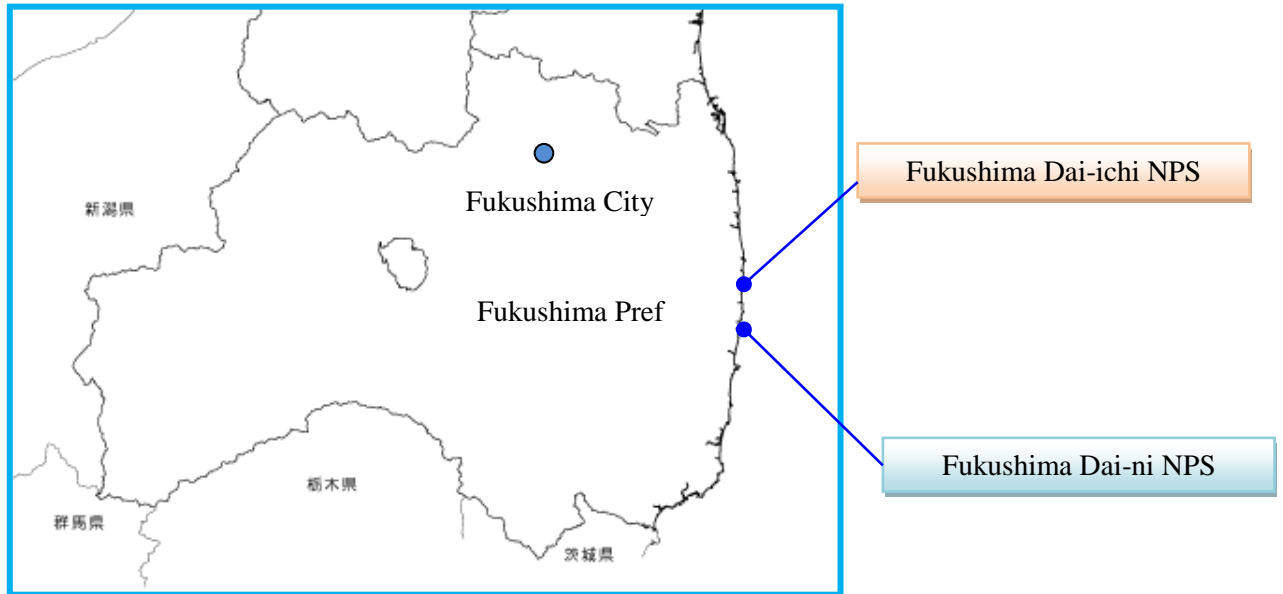 Fukushima Dai-ichi NPS
Fukushima City
新潟県
Fukushima Pref
Fukushima Dai-ni NPS
栃木県
群馬県
茨城県